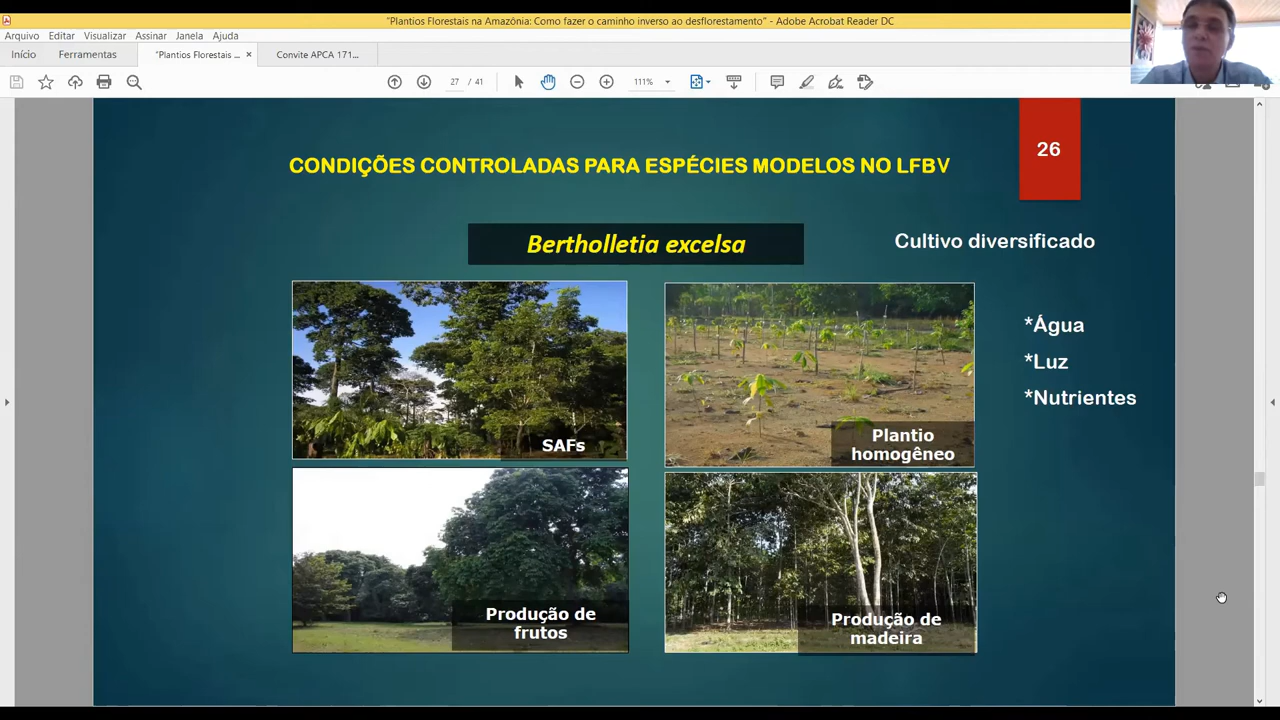 "Plantios Florestais na Amazônia: Como fazer o caminho inverso ao desflorestamento" - Adobe Acrobat Reader DC
Arquivo Editar Visualizar Assinar Janela Ajuda
Início Ferramentas "Plantios Florestais ... × Convite APCA 171...
27 / 41 111%
26
CONDIÇÕES CONTROLADAS PARA ESPÉCIES MODELOS NO LFBV
Bertholletia excelsa
Cultivo diversificado
*Água
*Luz
*Nutrientes
SAFs
Plantio
homogêneo
Produção de
frutos
Produção de
madeira